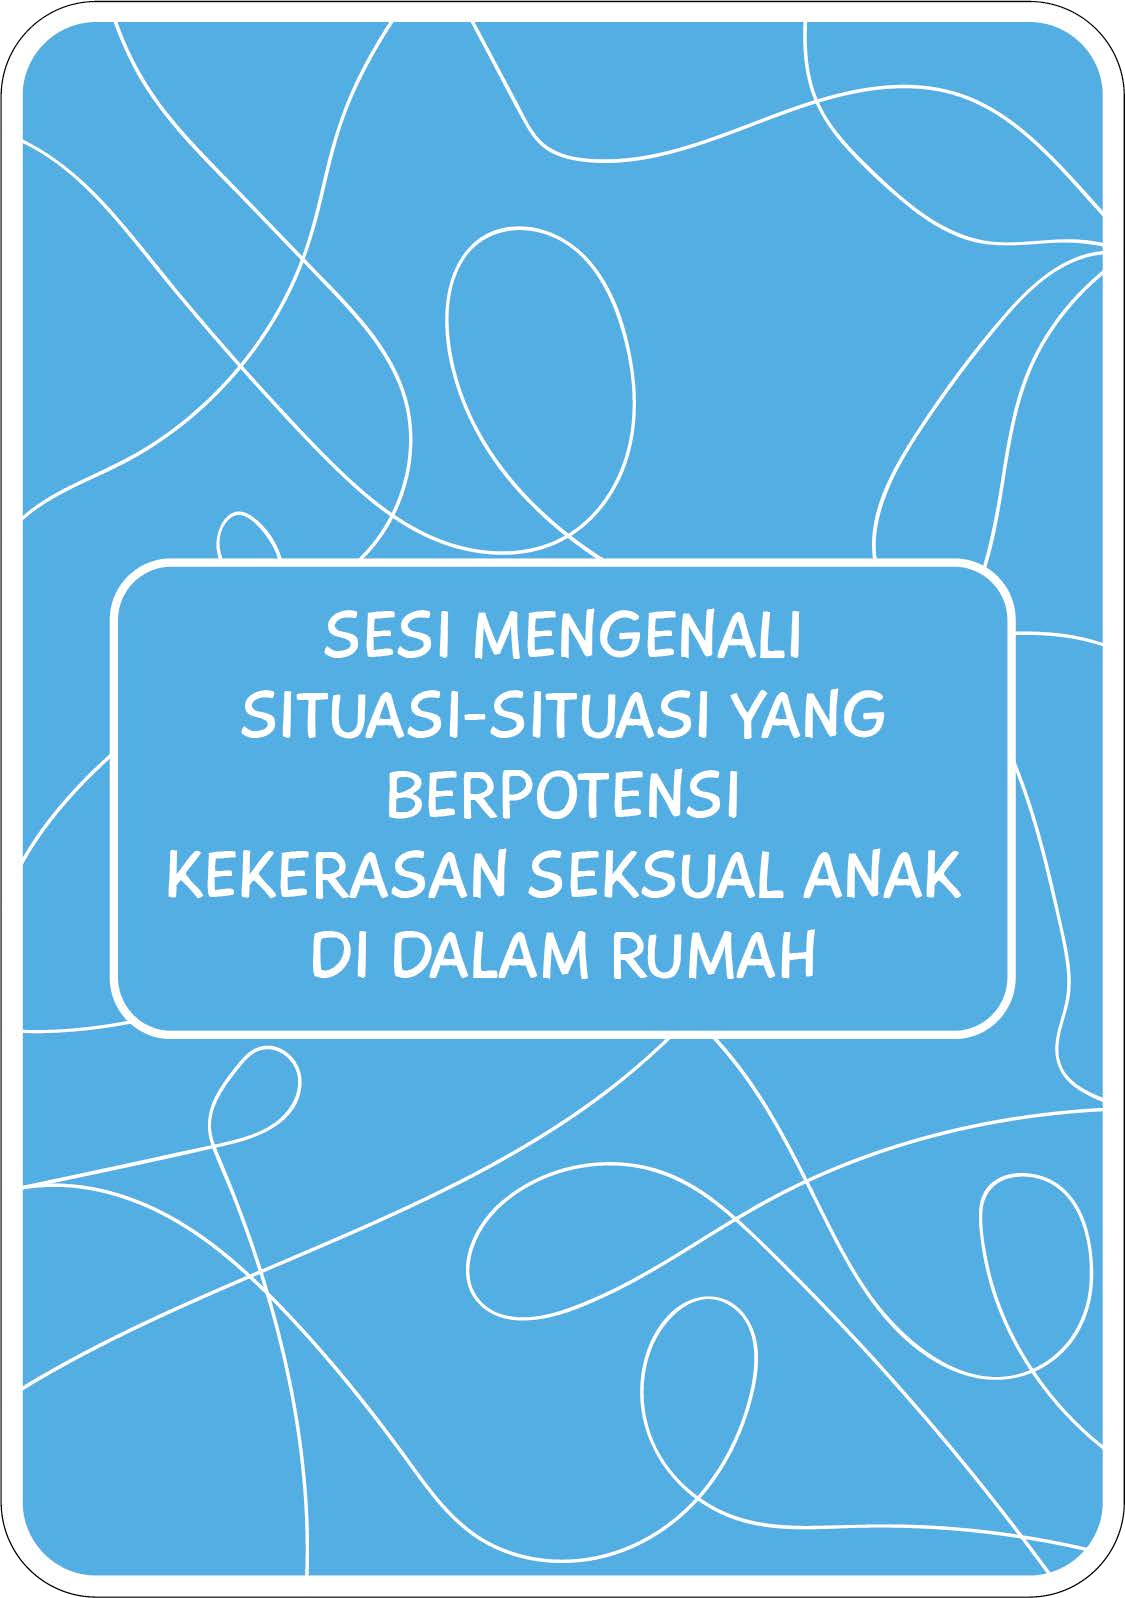 SESI MENGENALI
SITUASI-SITUASI YANG
BERPOTENSI
KEKERASAN SEKSUAL ANAK
DI DALAM RUMAH